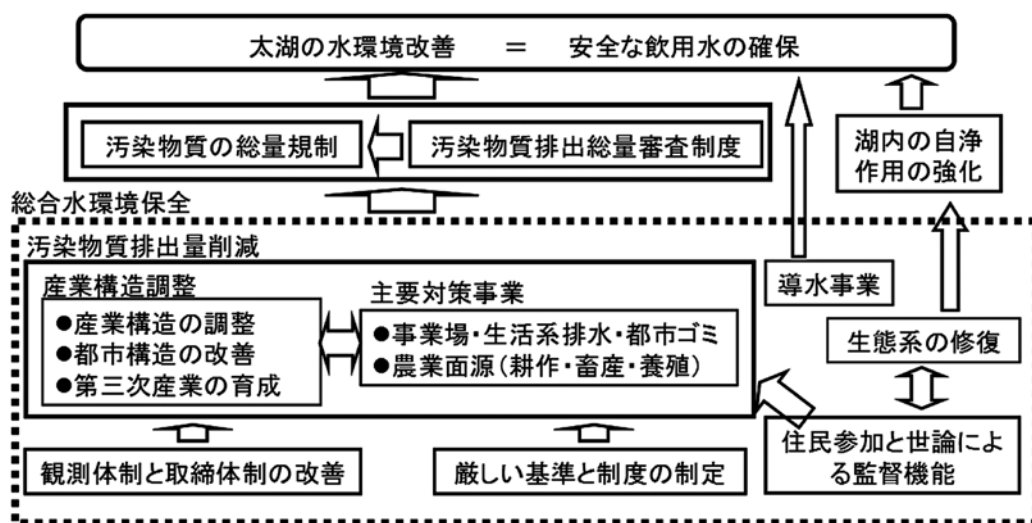 太湖の水環境改善 = 安全な飲用水の確保
汚染物質の総量規制
汚染物質排出総量審査制度
湖内の自浄
作用の強化
総合水環境保全
汚染物質排出量削減
産業構造調整
●産業構造の調整
●都市構造の改善
●第三次産業の育成
主要対策事業
●事業場・生活系排水・都市ゴミ
●農業面源(耕作・畜産・養殖)
導水事業
生態系の修復
観測体制と取締体制の改善
厳しい基準と制度の制定
住民参加と世論によ
る監督機能